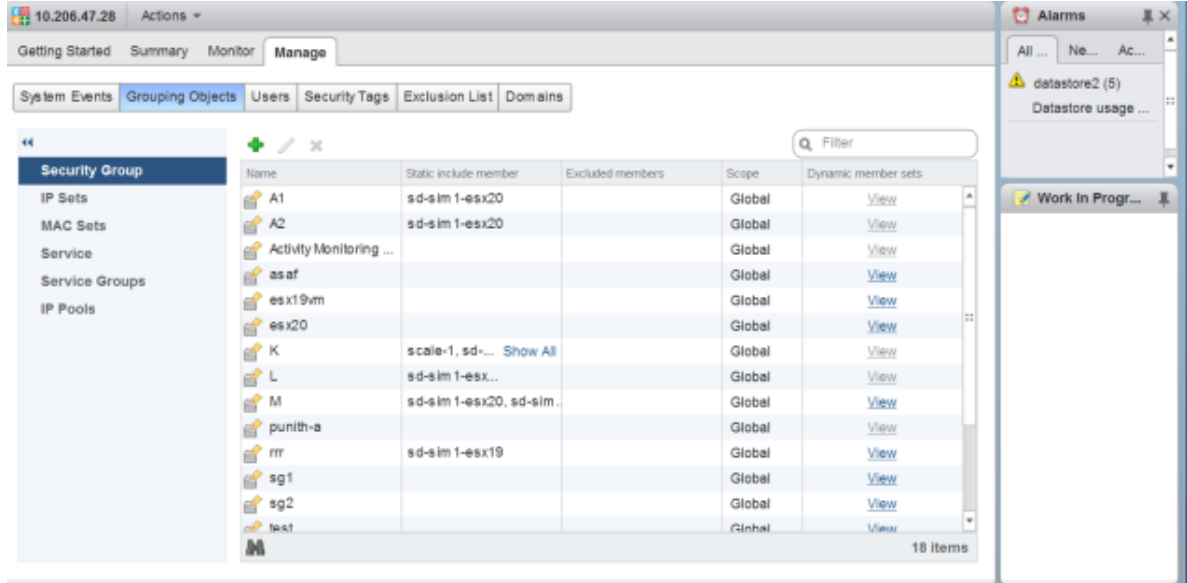 10.206.47.28 Actions
Getting Started Summary Monitor Manage
System Events Grouping Objects Users Security Tags Exclusion List Domains
Security Group
IP Sets
MAC Sets
Service
Service Groups
IP Pools
Filter
Name Static include member Excluded members Scope Dynamic member sets
A1 sd-sim1-esx20 Global View
A2 sd-sim1-esx20 Global View
Activity Monitoring ... Global View
asaf Global View
esx19vm Global View
esx20 Global View
K scale-1, sd-... Show All Global View
L sd-sim1-esx... Global View
M sd-sim1-esx20, sd-sim.. Global View
punith-a Global View
rrr sd-sim1-esx19 Global View
sg1 Global View
sg2 Global View
test Global View
18 items
Alarms
All ... Ne... Ac...
datastore2 (5)
Datastore usage ...
Work In Progr...